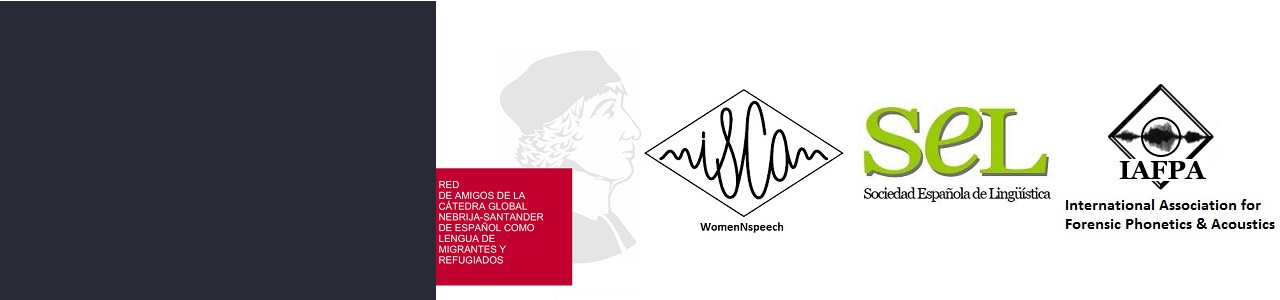 RED
DE AMIGOS DE LA
CÁTEDRA GLOBAL
NEBRIJA-SANTANDER
DE ESPAÑOL COMO
LENGUA DE
MIGRANTES Y
REFUGIADOS
isca
WomenNspeech
SeL
Sociedad Española de Lingüística
IAFPA
International Association for
Forensic Phonetics & Acoustics